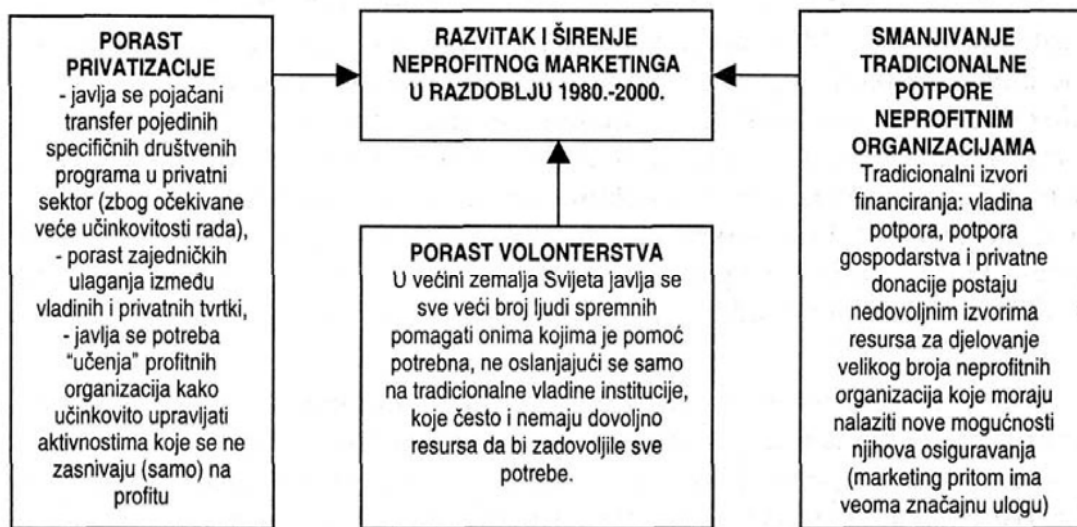 PORAST
PRIVATIZACIJE
- javlja se pojačani
transfer pojedinih
specifičnih društvenih
programa u privatni
sektor (zbog očekivane
veće učinkovitosti rada),
- porast zajedničkih
ulaganja između
vladinih i privatnih tvrtki,
- javlja se potreba
"učenja" profitnih
organizacija kako
učinkovito upravljati
aktivnostima koje se ne
zasnivaju (samo) na
profitu
RAZVITAK I ŠIRENJE
NEPROFITNOG MARKETINGA
U RAZDOBLJU 1980.-2000.
PORAST VOLONTERSTVA
U većini zemalja Svijeta javlja se
sve veći broj ljudi spremnih
pomagati onima kojima je pomoć
potrebna, ne oslanjajući se samo
na tradicionalne vladine institucije,
koje često i nemaju dovoljno
resursa da bi zadovoljile sve
potrebe.
SMANJIVANJE
TRADICIONALNE
POTPORE
NEPROFITNIM
ORGANIZACIJAMA
Tradicionalni izvori
financiranja: vladina
potpora, potpora
gospodarstva i privatne
donacije postaju
nedovoljnim izvorima
resursa za djelovanje
velikog broja neprofitnih
organizacija koje moraju
nalaziti nove mogućnosti
njihova osiguravanja
(marketing pritom ima
veoma značajnu ulogu)